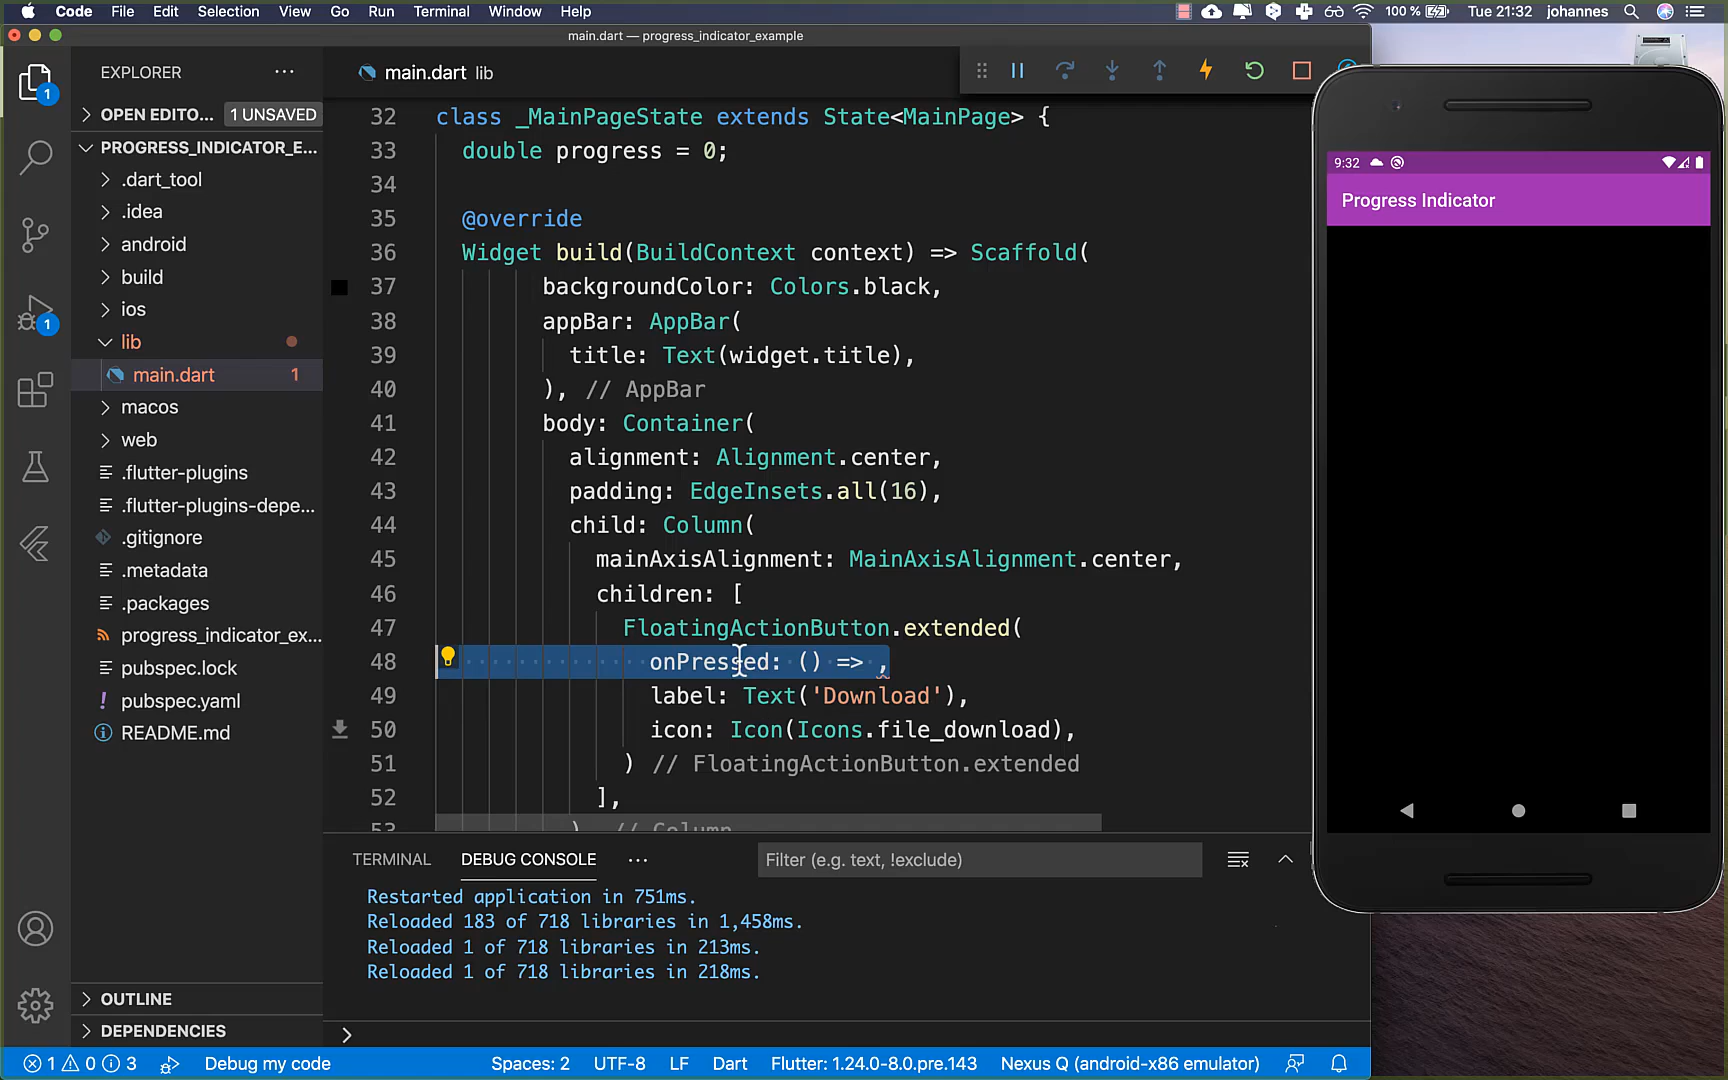 Code File Edit Selection View Go Run Terminal Window Help 100 % Tue 21:32 johannes
main.dart — progress_indicator_example
EXPLORER
OPEN EDITO... 1 UNSAVED
PROGRESS_INDICATOR_E...
.dart_tool
.idea
android
build
ios
lib
main.dart 1
macos
web
.flutter-plugins
.flutter-plugins-depe...
.gitignore
.metadata
.packages
progress_indicator_ex...
pubspec.lock
pubspec.yaml
README.md
OUTLINE
DEPENDENCIES
1
1
main.dart lib
32 class _MainPageState extends State<MainPage> {
33 double progress = 0;
34
35 @override
36 Widget build(BuildContext context) => Scaffold(
37 backgroundColor: Colors.black,
38 appBar: AppBar(
39 title: Text(widget.title),
40 ), // AppBar
41 body: Container(
42 alignment: Alignment.center,
43 padding: EdgeInsets.all(16),
44 child: Column(
45 mainAxisAlignment: MainAxisAlignment.center,
46 children: [
47 FloatingActionButton.extended(
48 onPressed: () => ,
49 label: Text('Download'),
50 icon: Icon(Icons.file_download),
51 ) // FloatingActionButton.extended
52 ],
53 ) // Column
TERMINAL DEBUG CONSOLE ... Filter (e.g. text, !exclude)
Restarted application in 751ms.
Reloaded 183 of 718 libraries in 1,458ms.
Reloaded 1 of 718 libraries in 213ms.
Reloaded 1 of 718 libraries in 218ms.
9:32
Progress Indicator
1 0 3 Debug my code Spaces: 2 UTF-8 LF Dart Flutter: 1.24.0-8.0.pre.143 Nexus Q (android-x86 emulator)